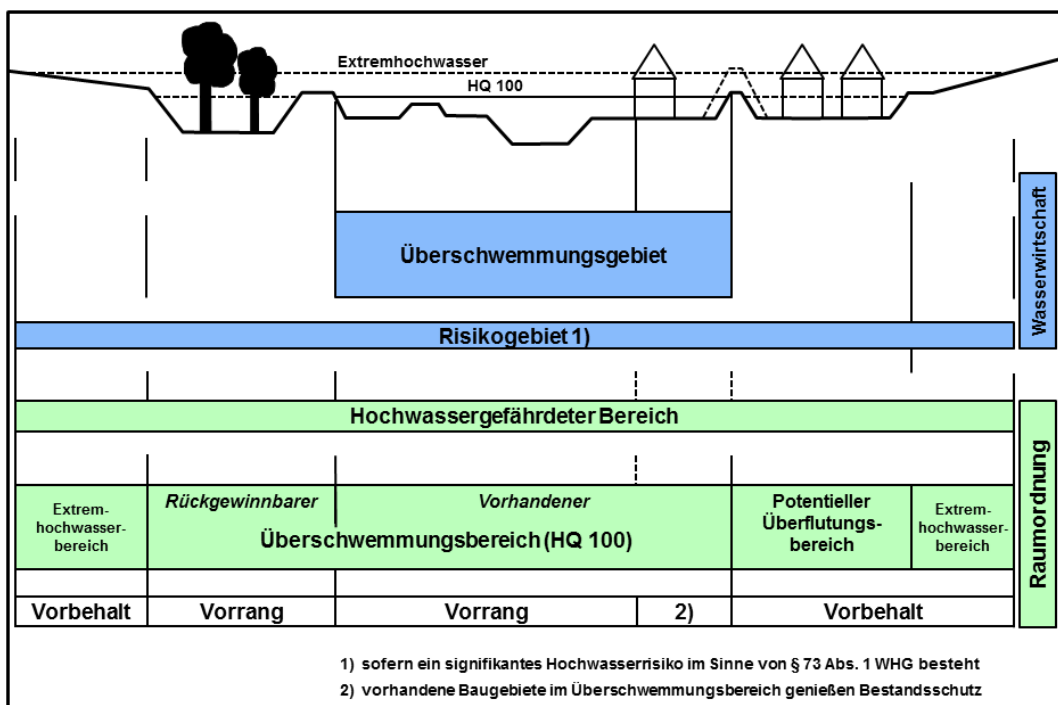 Extremhochwasser
HQ 100
Überschwemmungsgebiet
Wasserwirtschaft
Risikogebiet 1)
Hochwassergefährdeter Bereich
Raumordnung
Extrem-
hochwasser-
bereich
Rückgewinnbarer
Vorhandener
Überschwemmungsbereich (HQ 100)
Potentieller
Überflutungs-
bereich
Extrem-
hochwasser-
bereich
Vorbehalt
Vorrang
Vorrang
2)
Vorbehalt
1) sofern ein signifikantes Hochwasserrisiko im Sinne von § 73 Abs. 1 WHG besteht
2) vorhandene Baugebiete im Überschwemmungsbereich genießen Bestandsschutz